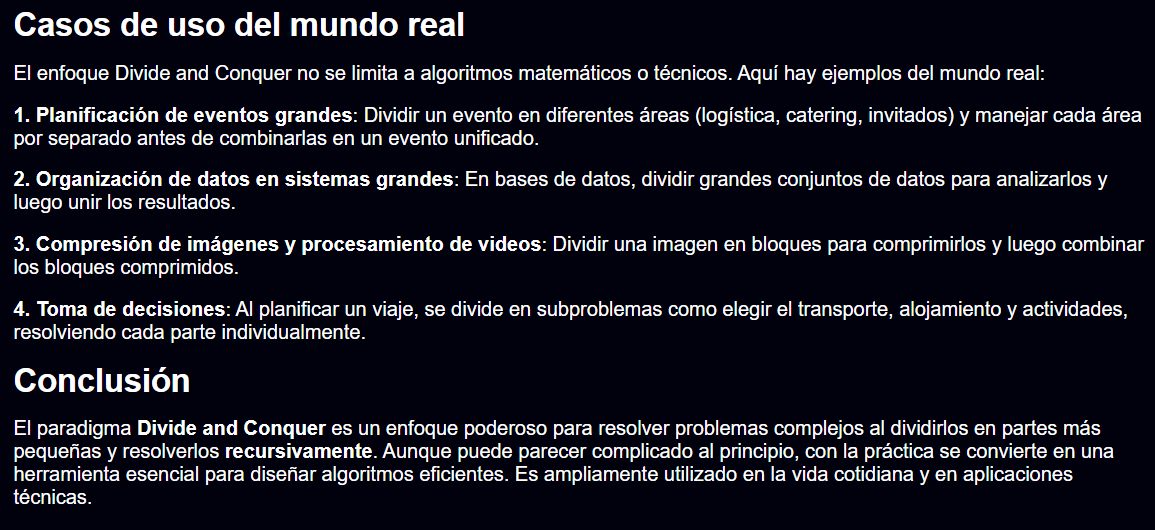 Casos de uso del mundo real
El enfoque Divide and Conquer no se limita a algoritmos matemáticos o técnicos. Aquí hay ejemplos del mundo real:
1. Planificación de eventos grandes: Dividir un evento en diferentes áreas (logística, catering, invitados) y manejar cada área
por separado antes de combinarlas en un evento unificado.
2. Organización de datos en sistemas grandes: En bases de datos, dividir grandes conjuntos de datos para analizarlos y
luego unir los resultados.
3. Compresión de imágenes y procesamiento de videos: Dividir una imagen en bloques para comprimirlos y luego combinar
los bloques comprimidos.
4. Toma de decisiones: Al planificar un viaje, se divide en subproblemas como elegir el transporte, alojamiento y actividades,
resolviendo cada parte individualmente.
Conclusión
El paradigma Divide and Conquer es un enfoque poderoso para resolver problemas complejos al dividirlos en partes más
pequeñas y resolverlos recursivamente. Aunque puede parecer complicado al principio, con la práctica se convierte en una
herramienta esencial para diseñar algoritmos eficientes. Es ampliamente utilizado en la vida cotidiana y en aplicaciones
técnicas.